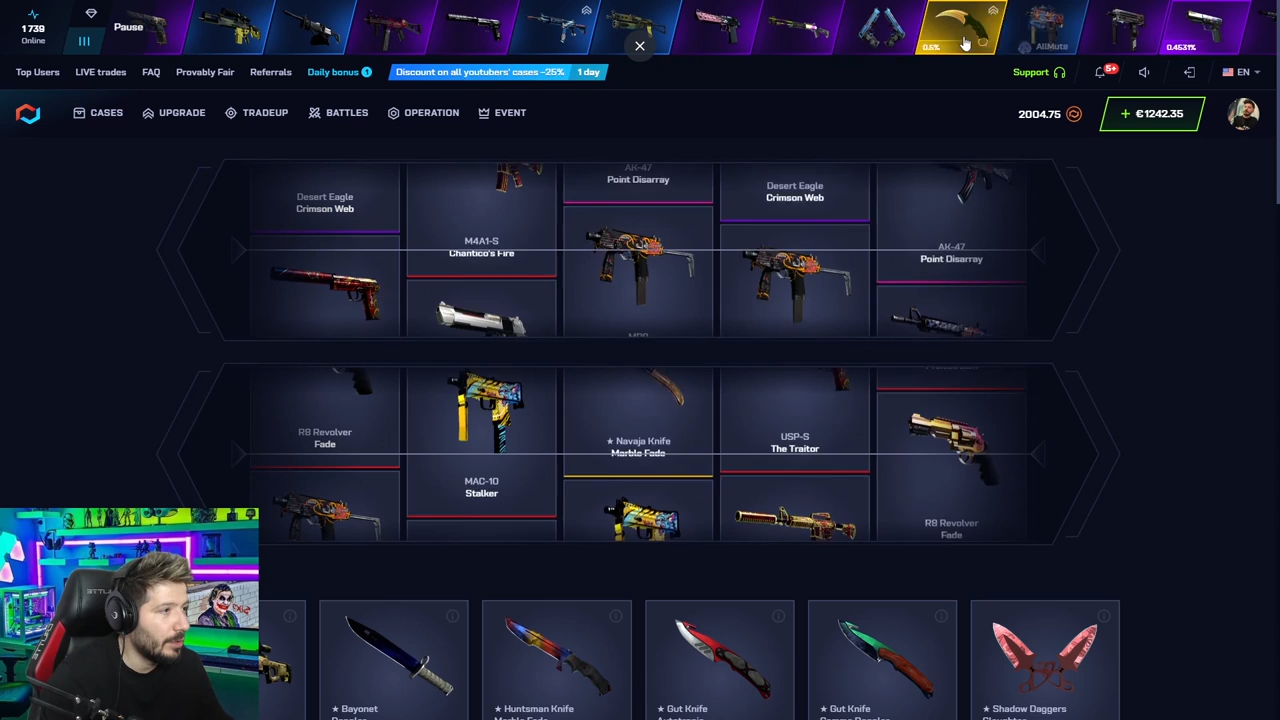 1 739
Online
Pause
0.5%
AllMute
0.4531%
Top Users
LIVE trades
FAQ
Provably Fair
Referrals
Daily bonus 1
Discount on all youtubers' cases -25%
1 day
Support
5+
EN
CASES
UPGRADE
TRADEUP
BATTLES
OPERATION
EVENT
2004.75
+ €1242.35
Desert Eagle
Crimson Web
M4A1-S
Chantico's Fire
AK-47
Point Disarray
Desert Eagle
Crimson Web
AK-47
Point Disarray
R8 Revolver
Fade
MAC-10
Stalker
★ Navaja Knife
Marble Fade
USP-S
The Traitor
R8 Revolver
Fade
★ Bayonet
★ Huntsman Knife
★ Gut Knife
★ Gut Knife
★ Shadow Daggers